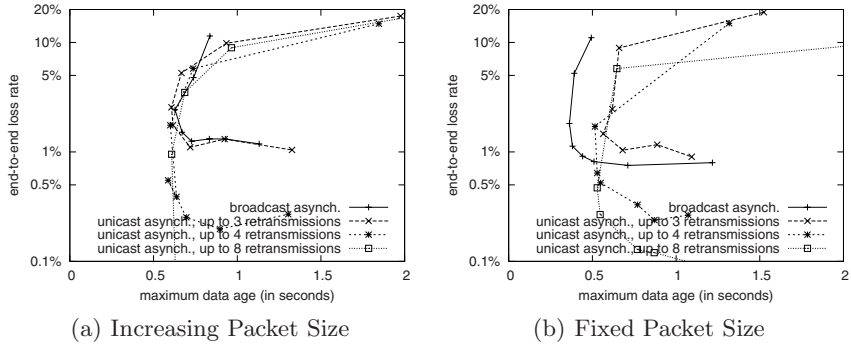 20%
10%
5%
1%
0.5%
0.1%
end-to-end loss rate
broadcast asynch.
unicast asynch., up to 3 retransmissions
unicast asynch., up to 4 retransmissions
unicast asynch., up to 8 retransmissions
0 0.5 1 1.5 2
maximum data age (in seconds)
(a) Increasing Packet Size
20%
10%
5%
1%
0.5%
0.1%
end-to-end loss rate
broadcast asynch.
unicast asynch., up to 3 retransmissions
unicast asynch., up to 4 retransmissions
unicast asynch., up to 8 retransmissions
0 0.5 1 1.5 2
maximum data age (in seconds)
(b) Fixed Packet Size